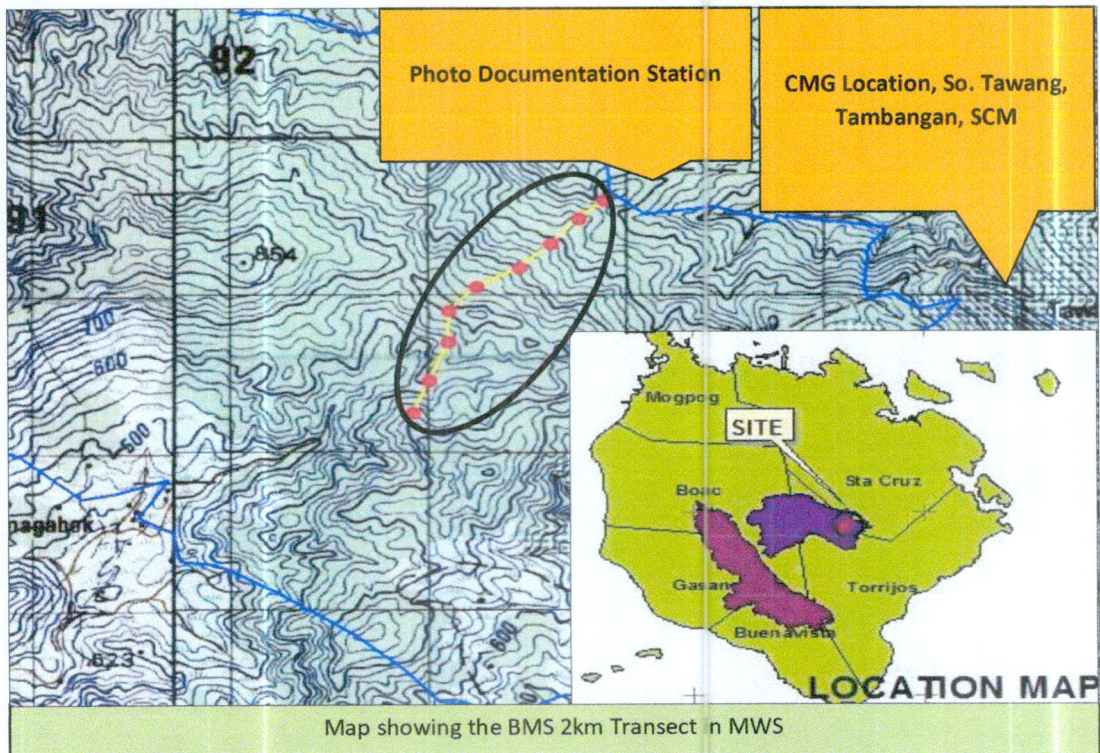 92
Photo Documentation Station
CMG Location, So. Tawang,
Tambangan, SCM
91
854
700
600
500
nagahok
623
600
Mogpog
SITE
Boac
Sta Cruz
Gasan
Torrijos
Buenavista
LOCATION MAP
Map showing the BMS 2km Transect in MWS